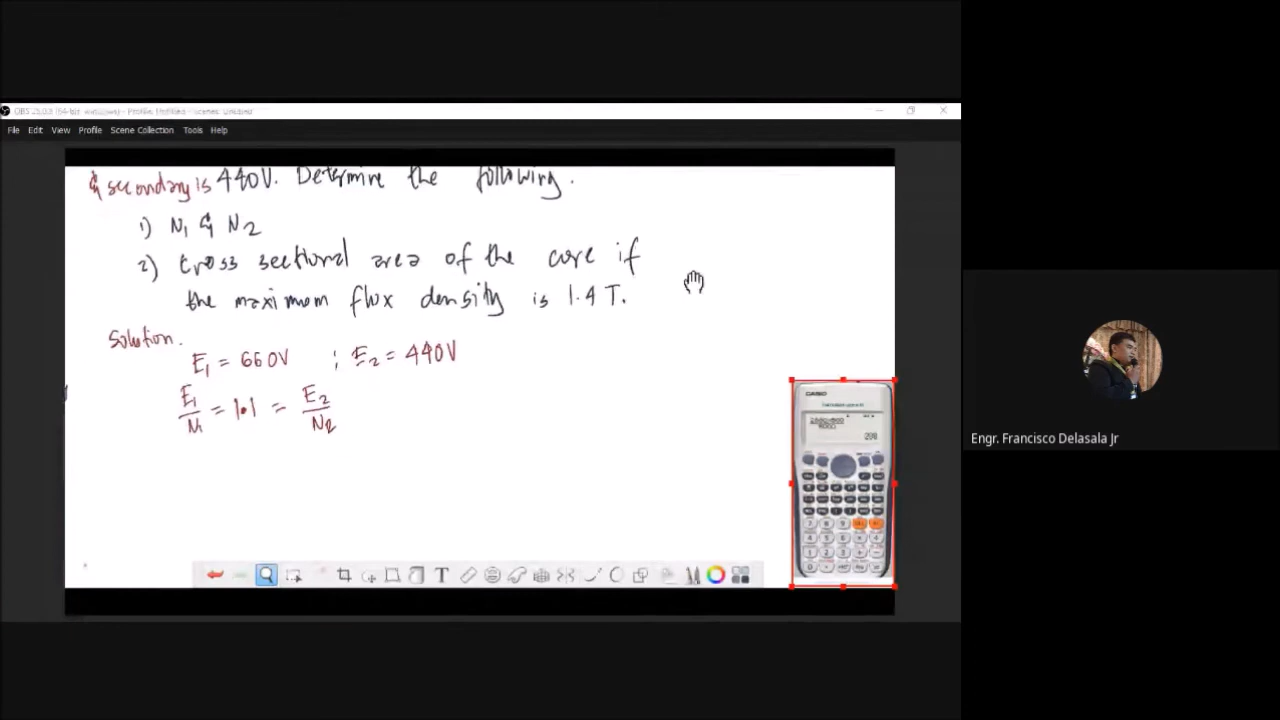 File Edit View Profile Scene Collection Tools Help
& secondary is 440V. Determine the following.
1) N1 & N2
2) Cross sectional area of the core if
the maximum flux density is 1.4 T.
Solution.
E1 = 660V ; E2 = 440V
E1/N1 = 1.1 = E2/N2
CASIO
T
Engr. Francisco Delasala Jr